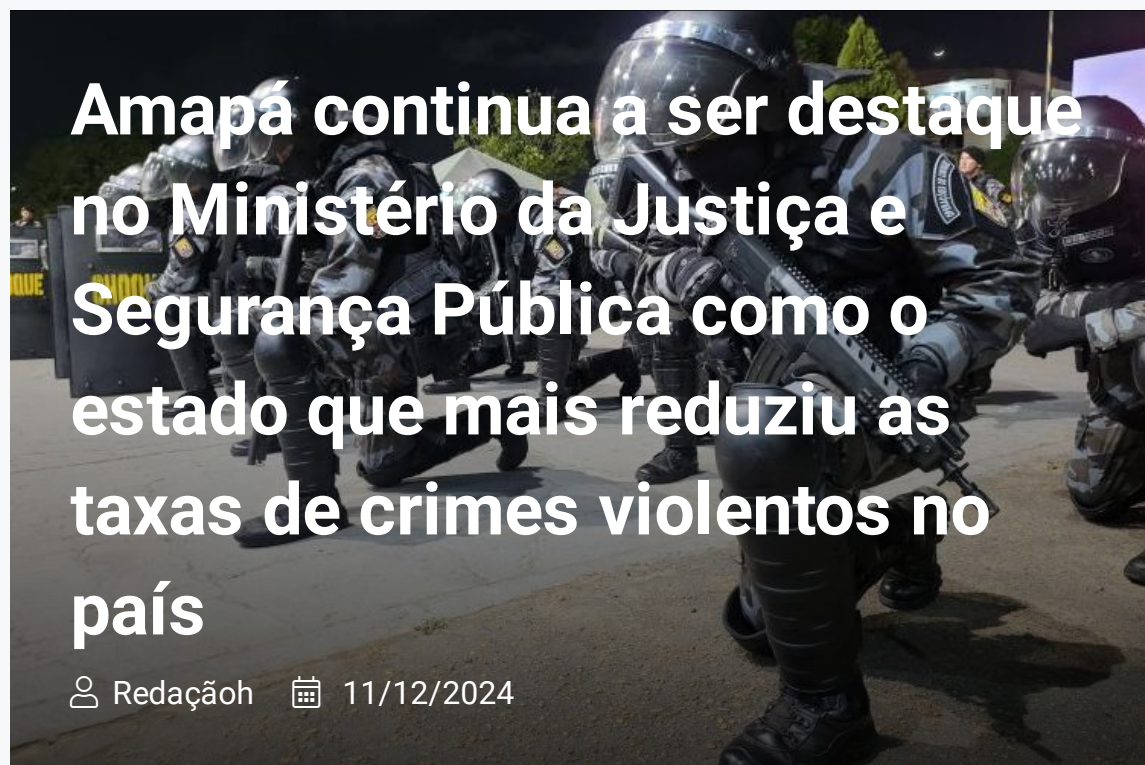 Amapá continua a ser destaque
no Ministério da Justiça e
Segurança Pública como o
estado que mais reduziu as
taxas de crimes violentos no
país
Redaçãoh 11/12/2024